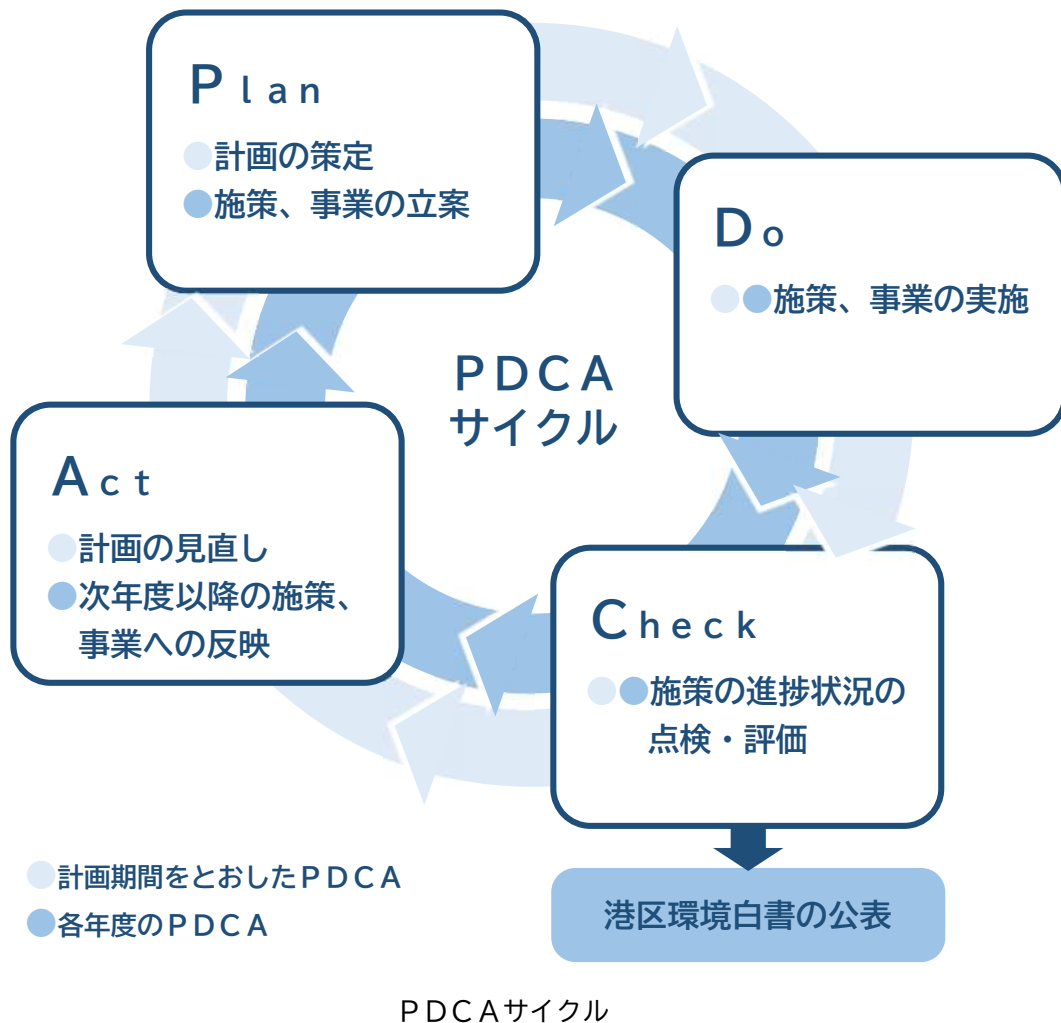 Ｐｌａｎ
●計画の策定
●施策、事業の立案
Ｄｏ
●●施策、事業の実施
ＰＤＣＡ
サイクル
Ａｃｔ
●計画の見直し
●次年度以降の施策、
事業への反映
Ｃｈｅｃｋ
●●施策の進捗状況の
点検・評価
●計画期間をとおしたＰＤＣＡ
●各年度のＰＤＣＡ
港区環境白書の公表
ＰＤＣＡサイクル